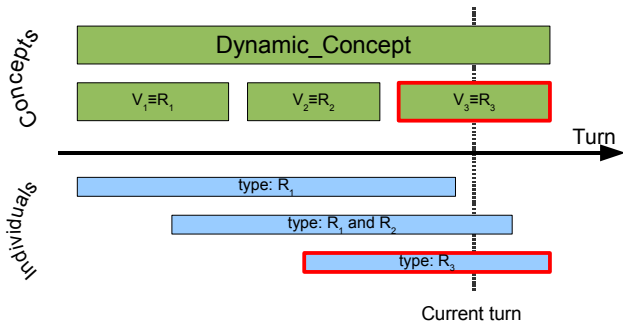 Concepts
Dynamic_Concept
V₁≡R₁
V₂≡R₂
V₃≡R₃
Turn
Individuals
type: R₁
type: R₁ and R₂
type: R₃
Current turn